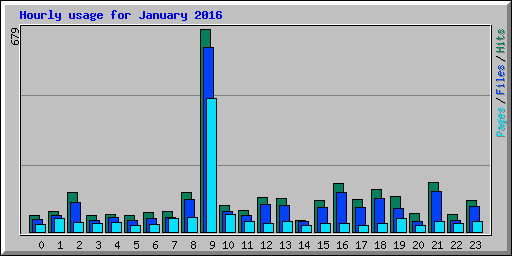 Hourly usage for January 2016
679
Pages / Files / Hits
0 1 2 3 4 5 6 7 8 9 10 11 12 13 14 15 16 17 18 19 20 21 22 23